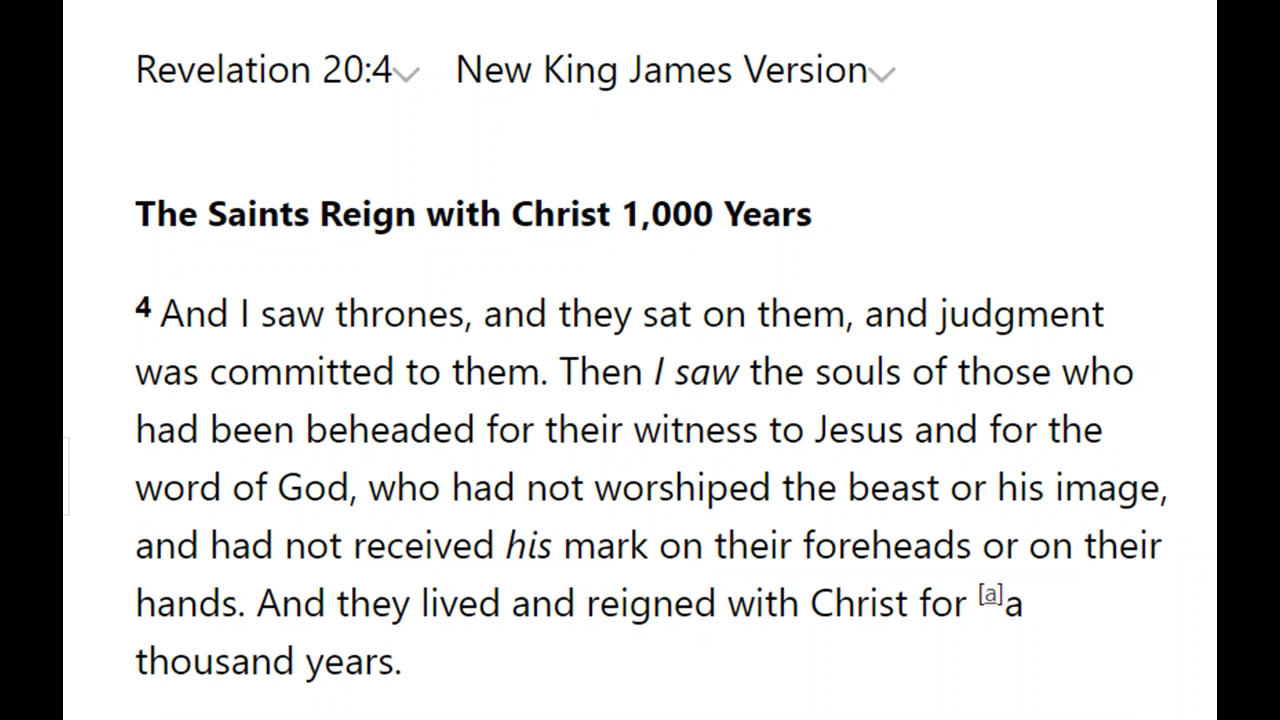 Revelation 20:4 New King James Version
The Saints Reign with Christ 1,000 Years
4 And I saw thrones, and they sat on them, and judgment
was committed to them. Then I saw the souls of those who
had been beheaded for their witness to Jesus and for the
word of God, who had not worshiped the beast or his image,
and had not received his mark on their foreheads or on their
hands. And they lived and reigned with Christ for [a]a
thousand years.